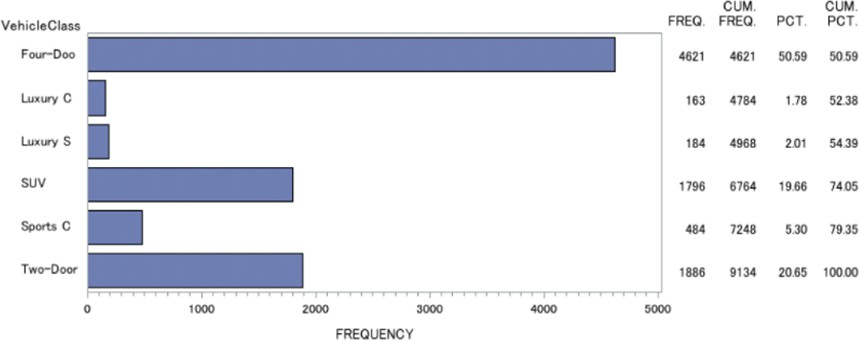 CUM. CUM.
FREQ. FREQ. PCT. PCT.
VehicleClass
Four-Doo 4621 4621 50.59 50.59
Luxury C 163 4784 1.78 52.38
Luxury S 184 4968 2.01 54.39
SUV 1796 6764 19.66 74.05
Sports C 484 7248 5.30 79.35
Two-Door 1886 9134 20.65 100.00
0 1000 2000 3000 4000 5000
FREQUENCY